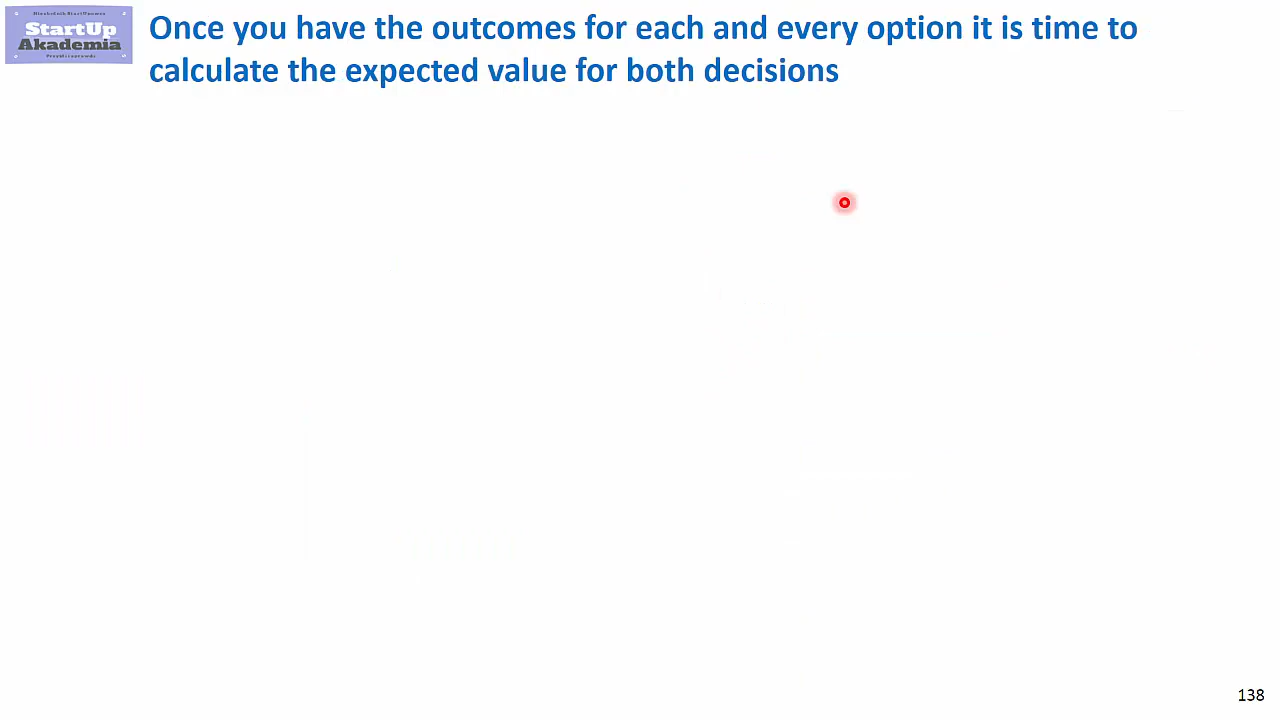 StartUp
Akademia
Once you have the outcomes for each and every option it is time to
calculate the expected value for both decisions
138